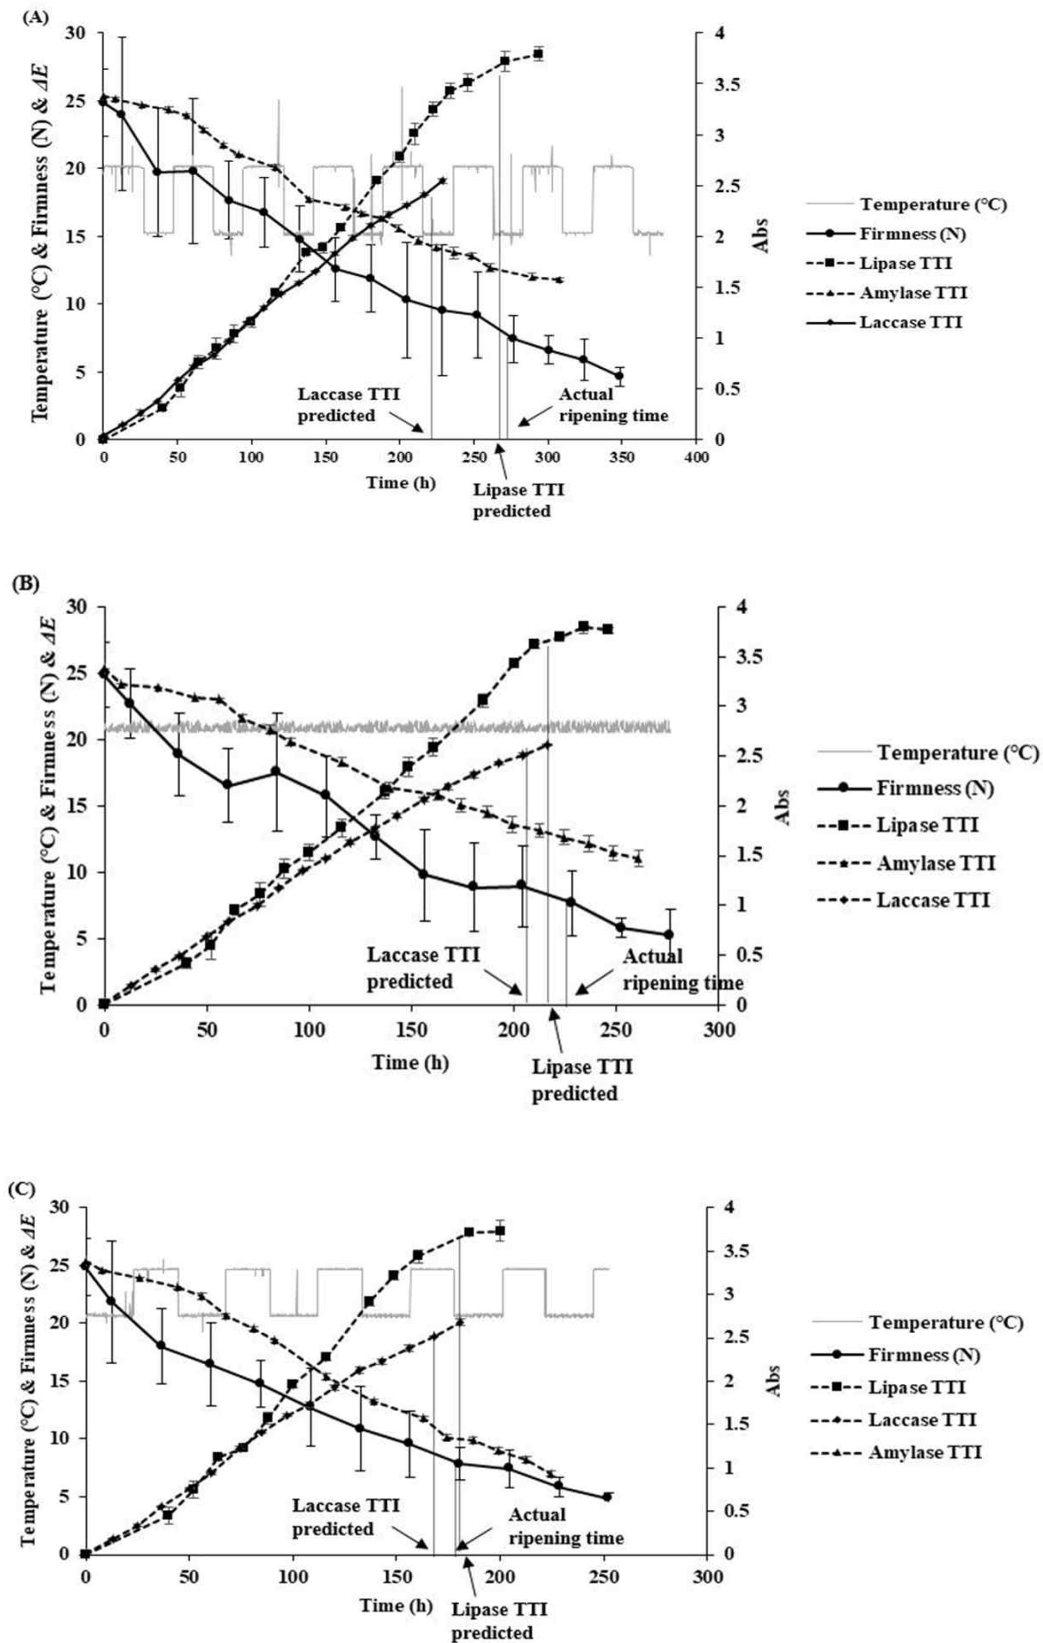 (A)
Temperature (°C) & Firmness (N) & ΔE
30
25
20
15
10
5
0
4
3.5
3
2.5
2
1.5
1
0.5
0
Abs
0 50 100 150 200 250 300 350 400
Time (h)
Laccase TTI
predicted
Actual
ripening time
Lipase TTI
predicted
Temperature (°C)
Firmness (N)
Lipase TTI
Amylase TTI
Laccase TTI
(B)
Temperature (°C) & Firmness (N) & ΔE
30
25
20
15
10
5
0
4
3.5
3
2.5
2
1.5
1
0.5
0
Abs
0 50 100 150 200 250 300
Time (h)
Laccase TTI
predicted
Actual
ripening time
Lipase TTI
predicted
Temperature (°C)
Firmness (N)
Lipase TTI
Amylase TTI
Laccase TTI
(C)
Temperature (°C) & Firmness (N) & ΔE
30
25
20
15
10
5
0
4
3.5
3
2.5
2
1.5
1
0.5
0
Abs
0 50 100 150 200 250 300
Time (h)
Laccase TTI
predicted
Actual
ripening time
Lipase TTI
predicted
Temperature (°C)
Firmness (N)
Lipase TTI
Laccase TTI
Amylase TTI